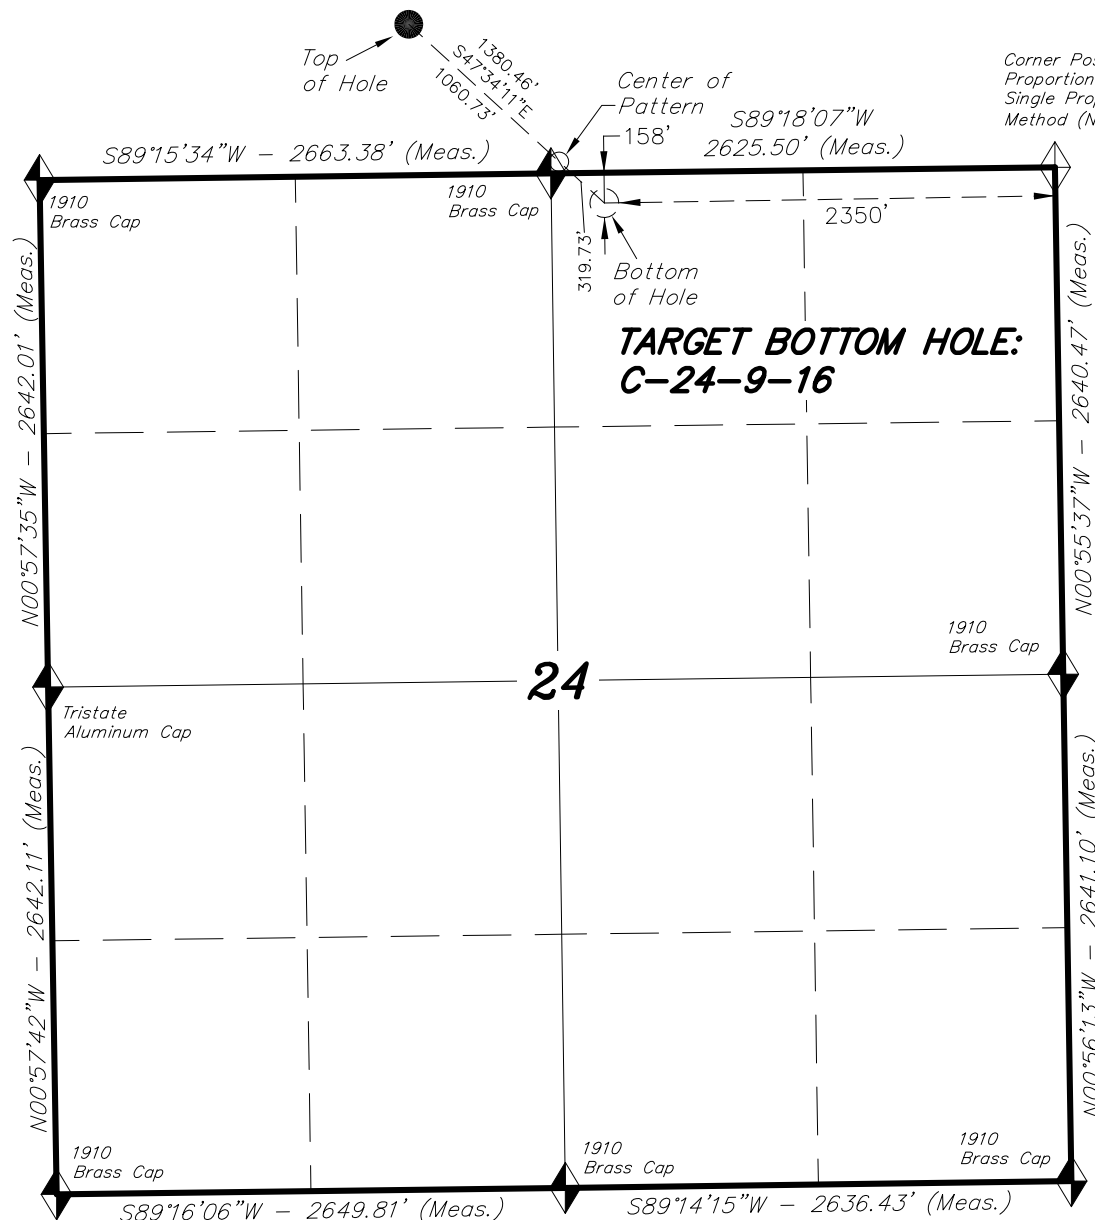 Top
of Hole
1380.46'
S47°34'11"E
1060.73'
Center of
Pattern
158'
Single
Method
S89°18'07"W
2625.50' (Meas.)
S89°15'34"W – 2663.38' (Meas.)
1910
Brass Cap
1910
Brass Cap
2350'
319.73'
Bottom
of Hole
TARGET BOTTOM HOLE:
C-24-9-16
N00°57'35"W – 2642.01' (Meas.)
N00°55'37"W – 2640.47' (Meas.)
1910
Brass Cap
24
Tristate
Aluminum Cap
N00°57'42"W – 2642.11' (Meas.)
N00°56'13"W – 2641.10' (Meas.)
1910
Brass Cap
1910
Brass Cap
1910
Brass Cap
S89°16'06"W – 2649.81' (Meas.)
S89°14'15"W – 2636.43' (Meas.)